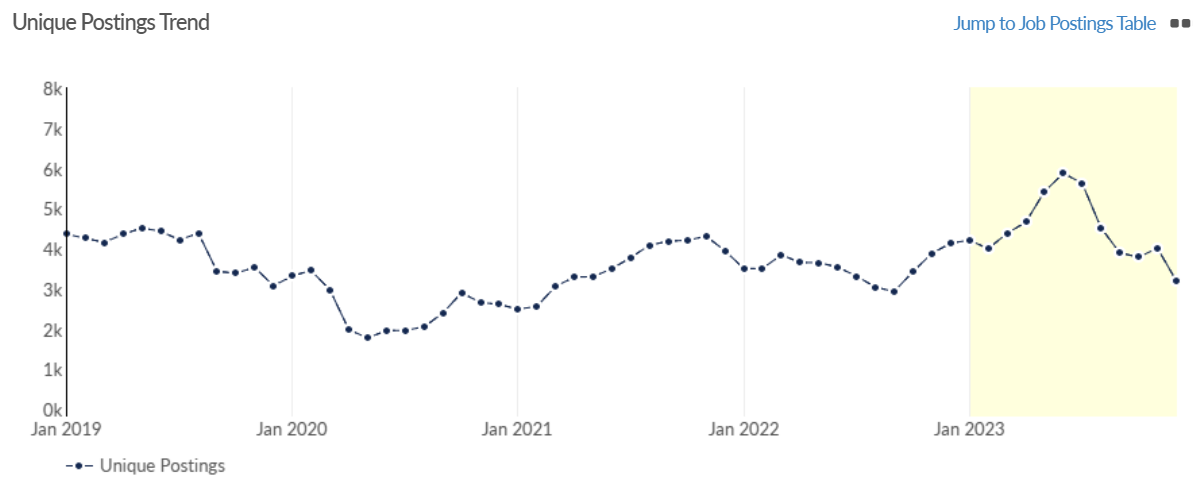 Unique Postings Trend
Jump to Job Postings Table
8k
7k
6k
5k
4k
3k
2k
1k
0k
Jan 2019 Jan 2020 Jan 2021 Jan 2022 Jan 2023
Unique Postings